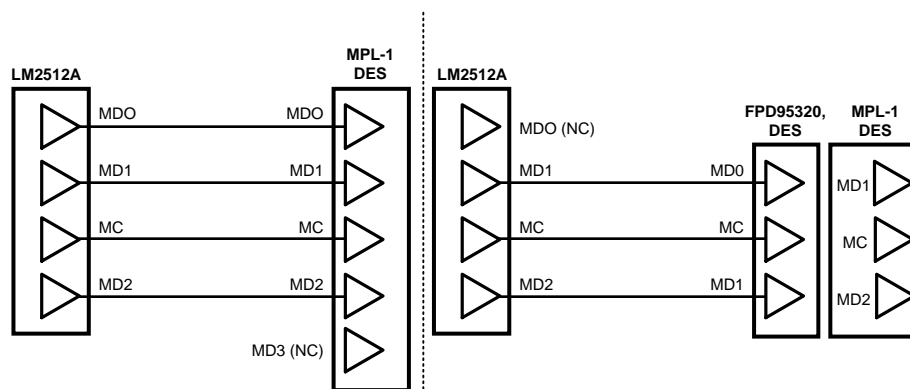 MPL-1
DES
LM2512A
MDO MDO
MD1 MD1
MC MC
MD2 MD2
MD3 (NC)
LM2512A
FPD95320,
DES
MPL-1
DES
MDO (NC)
MD1 MD0
MC MC
MD2 MD1
MD1
MC
MD2